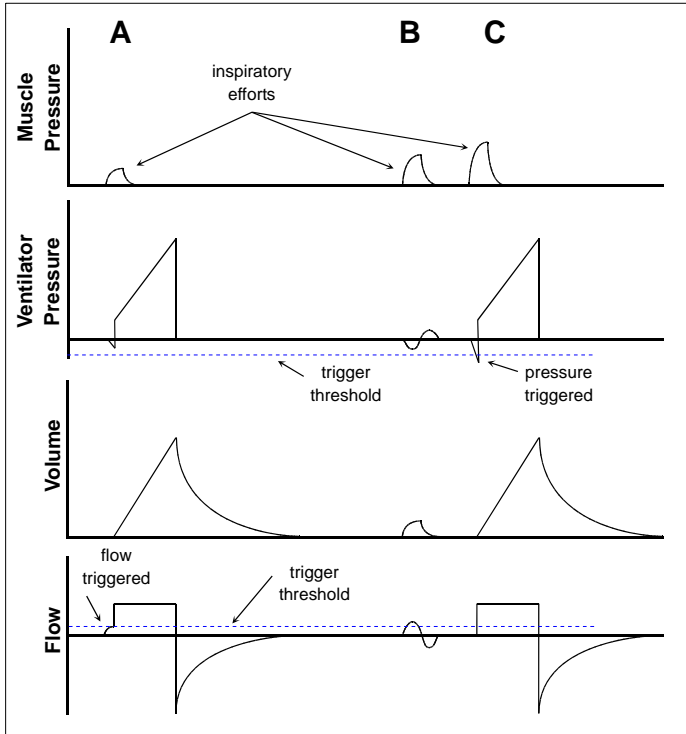 A B C
Muscle
Pressure
inspiratory
efforts
Ventilator
Pressure
trigger
threshold
pressure
triggered
Volume
flow
triggered
trigger
threshold
Flow